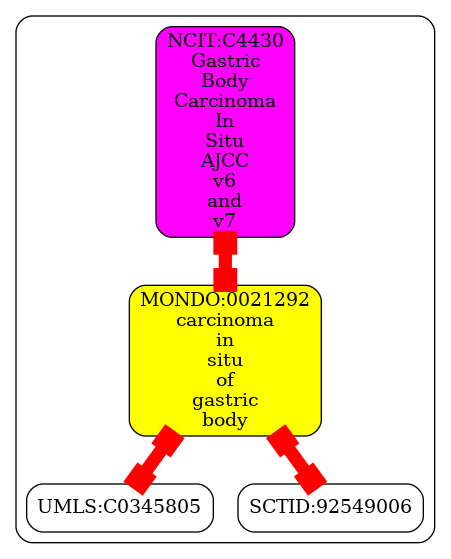 NCIT:C4430
Gastric
Body
Carcinoma
In
Situ
AJCC
v6
and
v7
MONDO:0021292
carcinoma
in
situ
of
gastric
body
UMLS:C0345805
SCTID:92549006